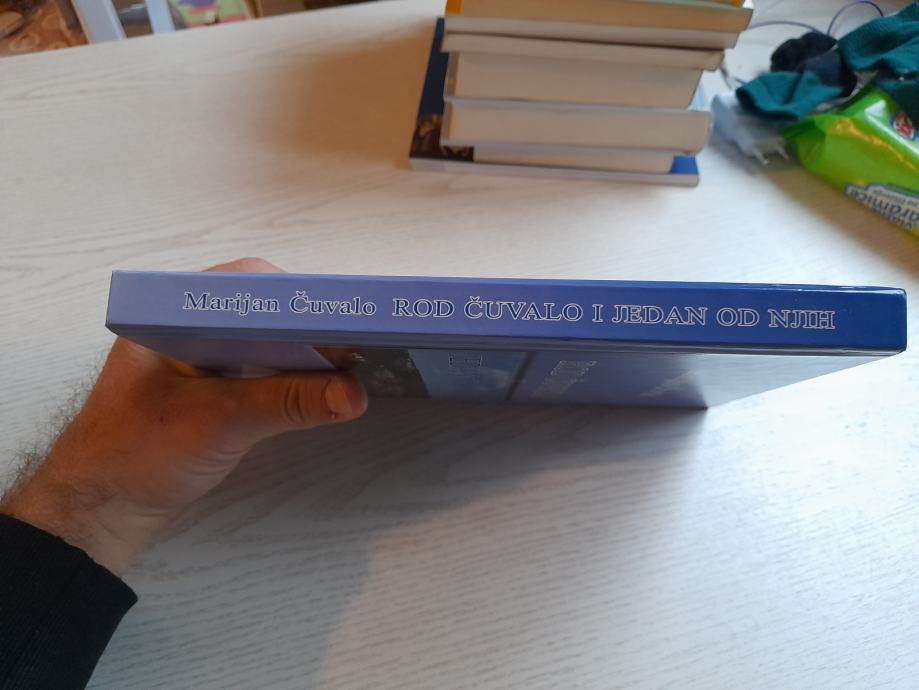 Marijan Čuvalo ROD ČUVALO I JEDAN OD NJIH